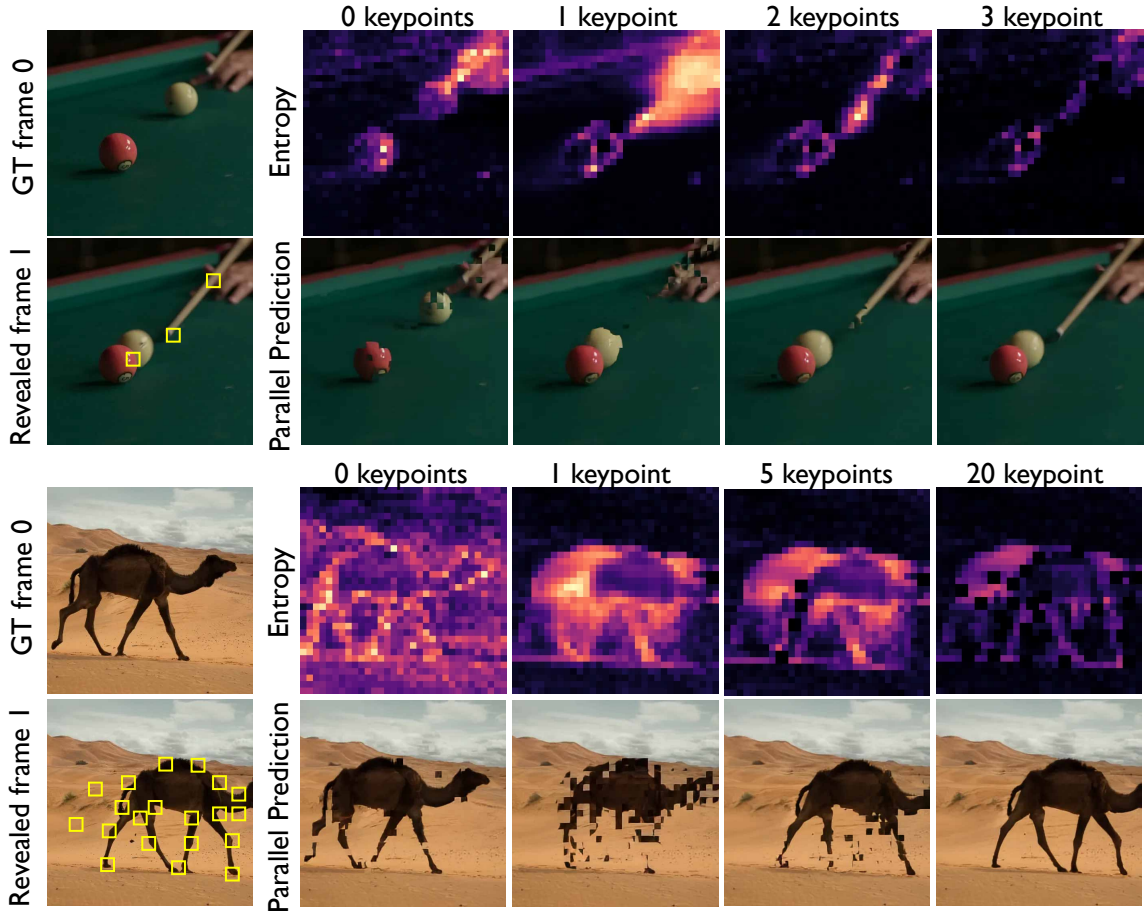 0 keypoints
1 keypoint
2 keypoints
3 keypoint
GT frame 0
Entropy
Revealed frame 1
Parallel Prediction
0 keypoints
1 keypoint
5 keypoints
20 keypoint
GT frame 0
Entropy
Revealed frame 1
Parallel Prediction